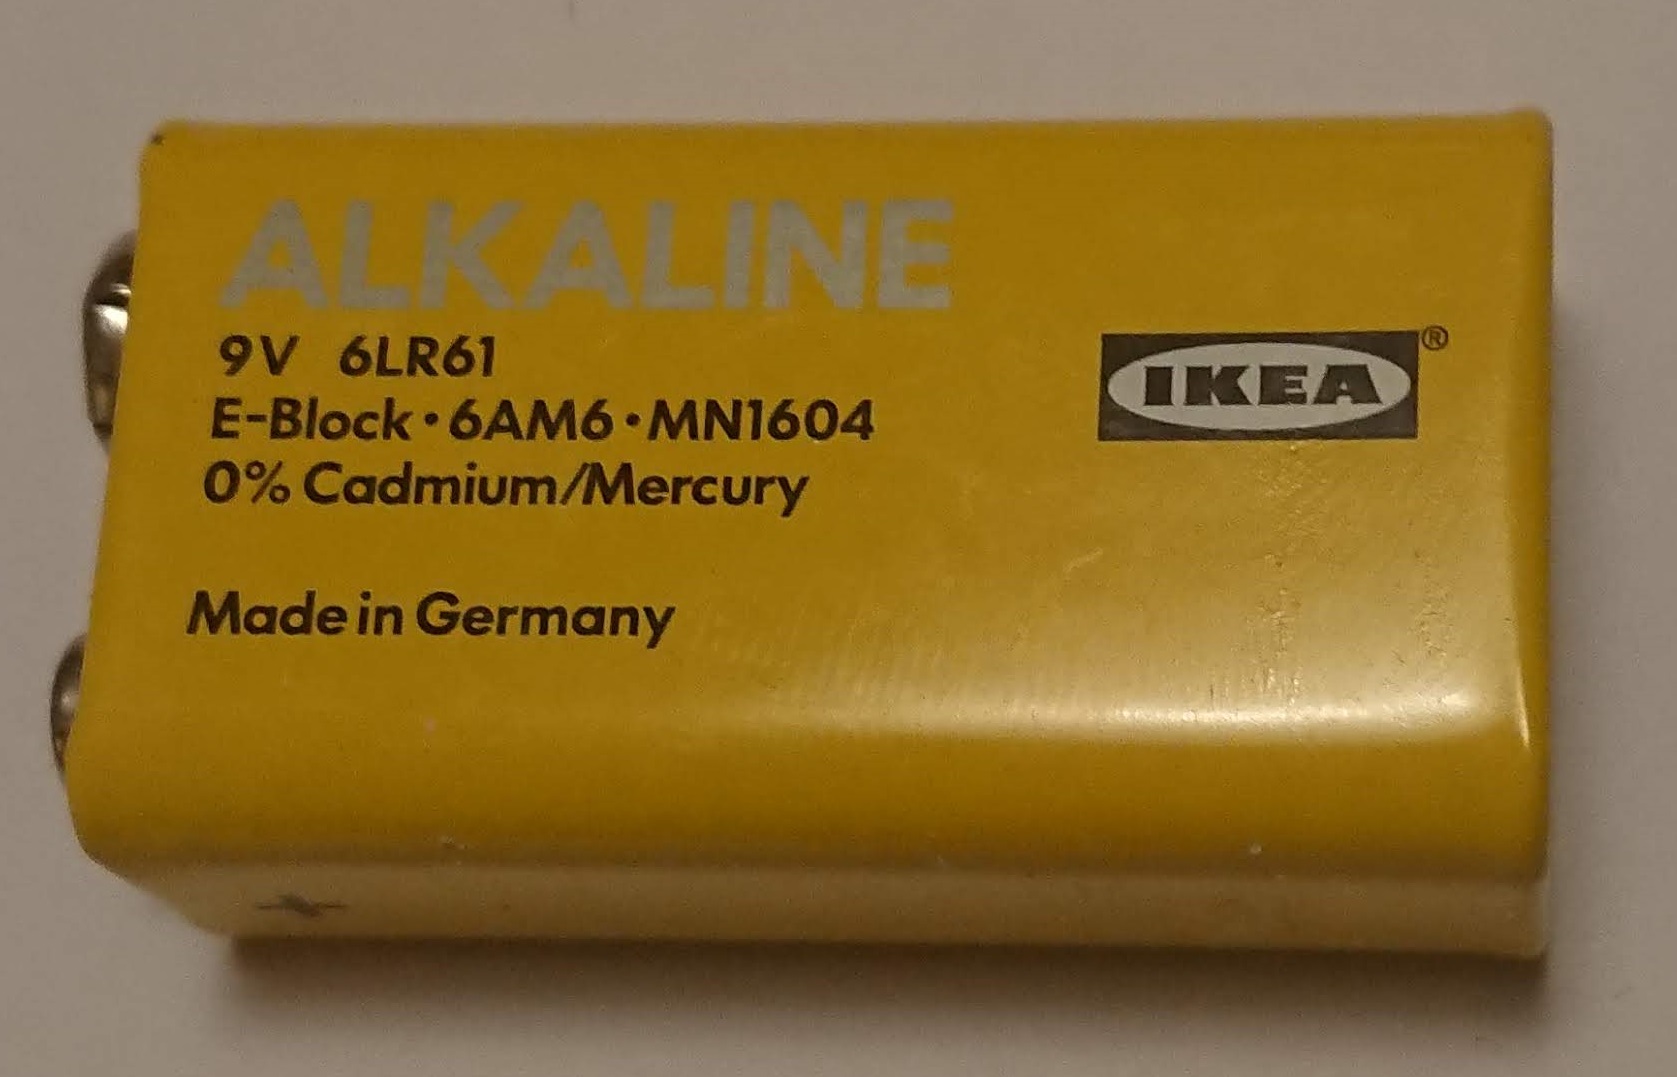 ALKALINE
9V 6LR61
E-Block·6AM6·MN1604
0% Cadmium/Mercury
Made in Germany
IKEA®
+